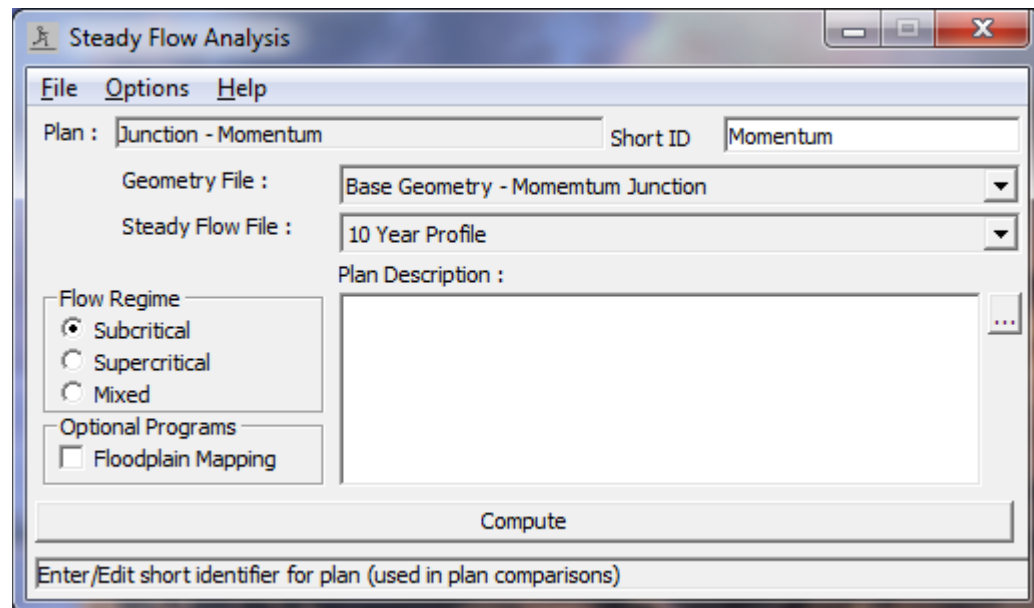 Steady Flow Analysis
File Options Help
Plan : Junction - Momentum Short ID Momentum
Geometry File : Base Geometry - Momemtum Junction
Steady Flow File : 10 Year Profile
Plan Description :
Flow Regime
Subcritical
Supercritical
Mixed
Optional Programs
Floodplain Mapping
...
Compute
Enter/Edit short identifier for plan (used in plan comparisons)